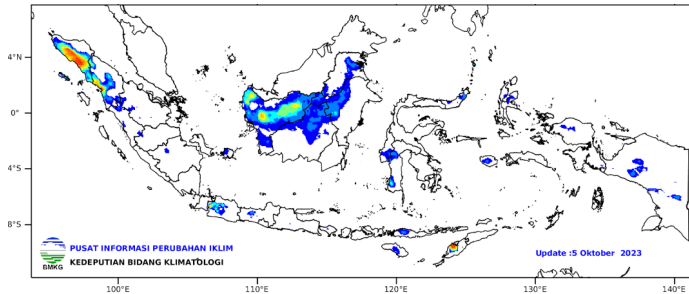 4°N
0°
4°S
8°S
PUSAT INFORMASI PERUBAHAN IKLIM
KEDEPUTIAN BIDANG KLIMATOLOGI
BMKG
Update :5 Oktober 2023
100°E 110°E 120°E 130°E 140°E